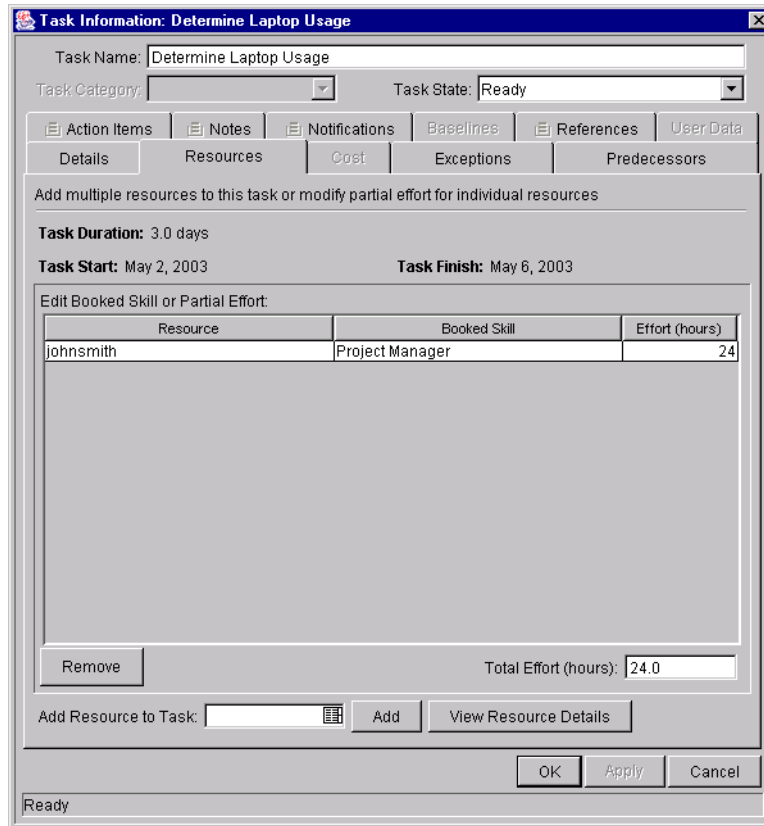 Task Information: Determine Laptop Usage
Task Name: Determine Laptop Usage
Task Category: Task State: Ready
Action Items Notes Notifications Baselines References User Data
Details Resources Cost Exceptions Predecessors
Add multiple resources to this task or modify partial effort for individual resources
Task Duration: 3.0 days
Task Start: May 2, 2003 Task Finish: May 6, 2003
Edit Booked Skill or Partial Effort:
Resource Booked Skill Effort (hours)
johnsmith Project Manager 24
Remove Total Effort (hours): 24.0
Add Resource to Task: Add View Resource Details
OK Apply Cancel
Ready